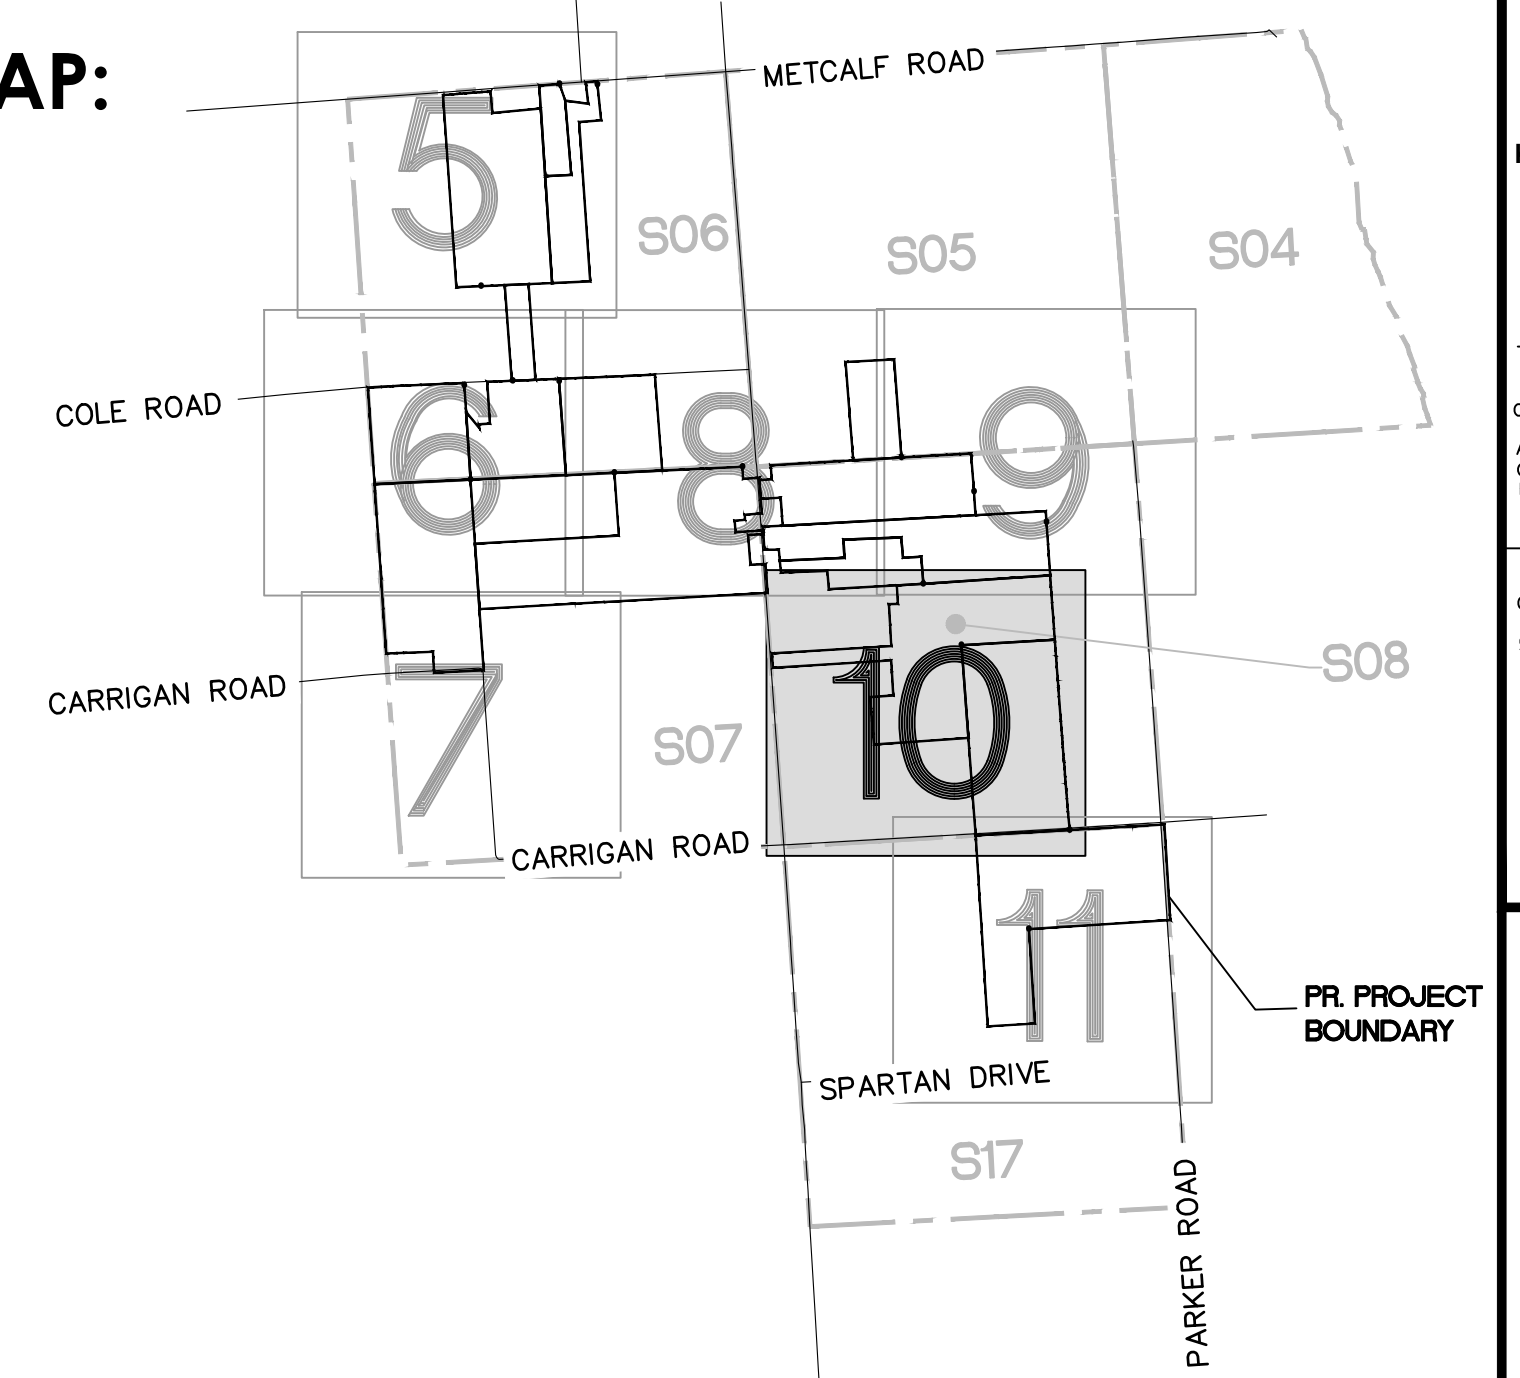 AP:
METCALF ROAD
5
S06
S05
S04
COLE ROAD
6
8
9
S08
CARRIGAN ROAD
7
S07
10
CARRIGAN ROAD
11
PR. PROJECT
BOUNDARY
SPARTAN DRIVE
S17
PARKER ROAD